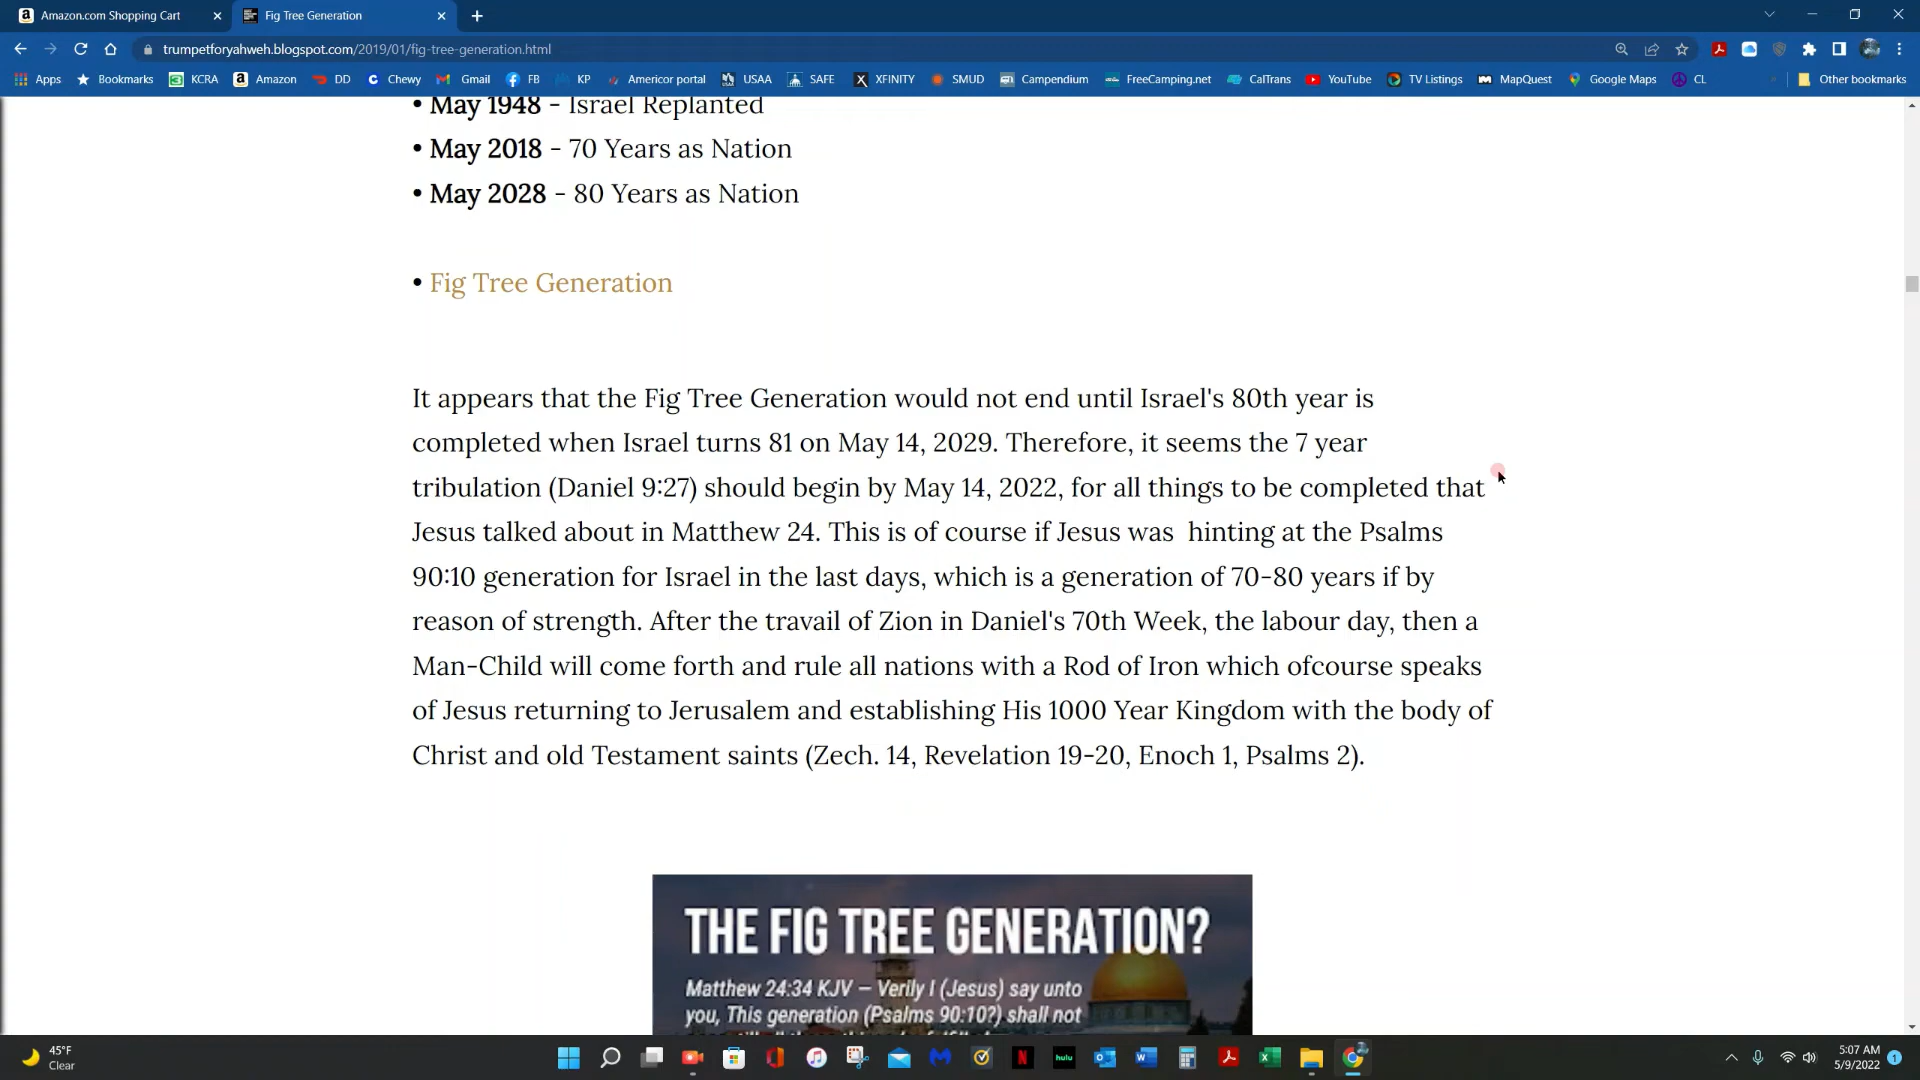 Amazon.com Shopping Cart
Fig Tree Generation
trumpetforyahweh.blogspot.com/2019/01/fig-tree-generation.html
Apps Bookmarks KCRA Amazon DD Chewy Gmail FB KP Americor portal USAA SAFE XFINITY SMUD Campendium FreeCamping.net CalTrans YouTube TV Listings MapQuest Google Maps CL Other bookmarks
• May 1948 - Israel Replanted
• May 2018 - 70 Years as Nation
• May 2028 - 80 Years as Nation
• Fig Tree Generation
It appears that the Fig Tree Generation would not end until Israel's 80th year is
completed when Israel turns 81 on May 14, 2029. Therefore, it seems the 7 year
tribulation (Daniel 9:27) should begin by May 14, 2022, for all things to be completed that
Jesus talked about in Matthew 24. This is of course if Jesus was  hinting at the Psalms
90:10 generation for Israel in the last days, which is a generation of 70-80 years if by
reason of strength. After the travail of Zion in Daniel's 70th Week, the labour day, then a
Man-Child will come forth and rule all nations with a Rod of Iron which ofcourse speaks
of Jesus returning to Jerusalem and establishing His 1000 Year Kingdom with the body of
Christ and old Testament saints (Zech. 14, Revelation 19-20, Enoch 1, Psalms 2).
THE FIG TREE GENERATION?
Matthew 24:34 KJV — Verily I (Jesus) say unto
you, This generation (Psalms 90:10?) shall not
45°F
Clear
hulu
5:07 AM
5/9/2022
1